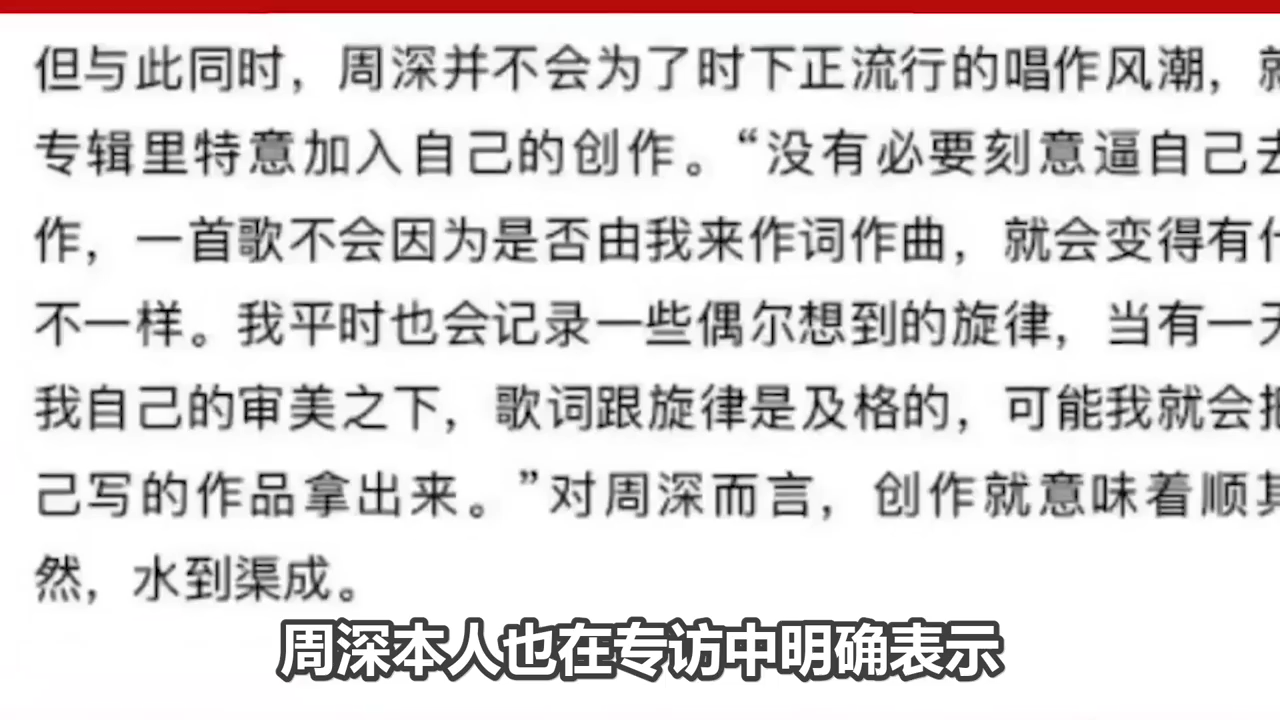 但与此同时，周深并不会为了时下正流行的唱作风潮，就
专辑里特意加入自己的创作。“没有必要刻意逼自己去
作，一首歌不会因为是否由我来作词作曲，就会变得有什
不一样。我平时也会记录一些偶尔想到的旋律，当有一天
我自己的审美之下，歌词跟旋律是及格的，可能我就会把
己写的作品拿出来。”对周深而言，创作就意味着顺其
然，水到渠成。
周深本人也在专访中明确表示